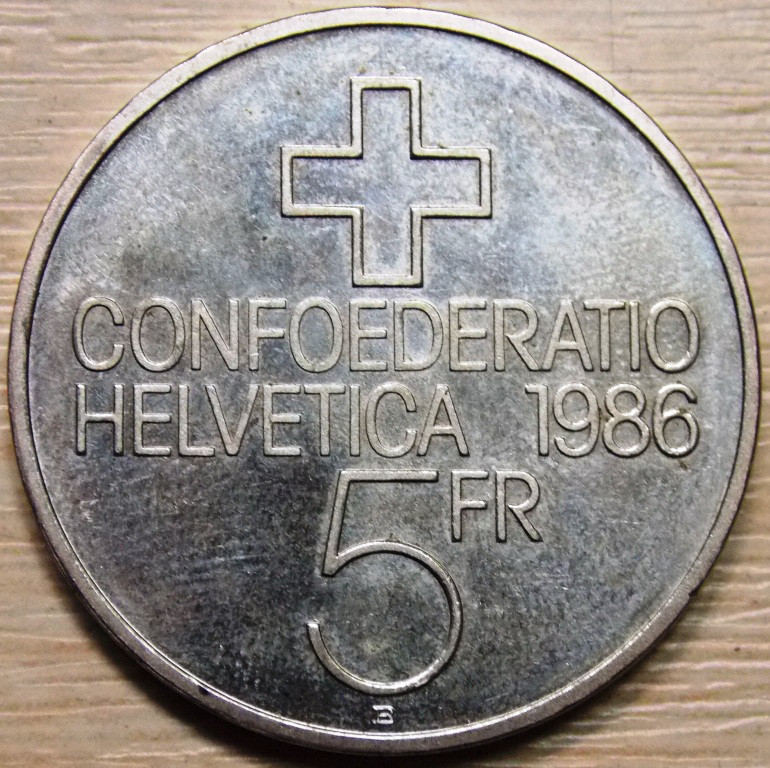 CONFOEDERATIO
HELVETICA 1986
5 FR
B